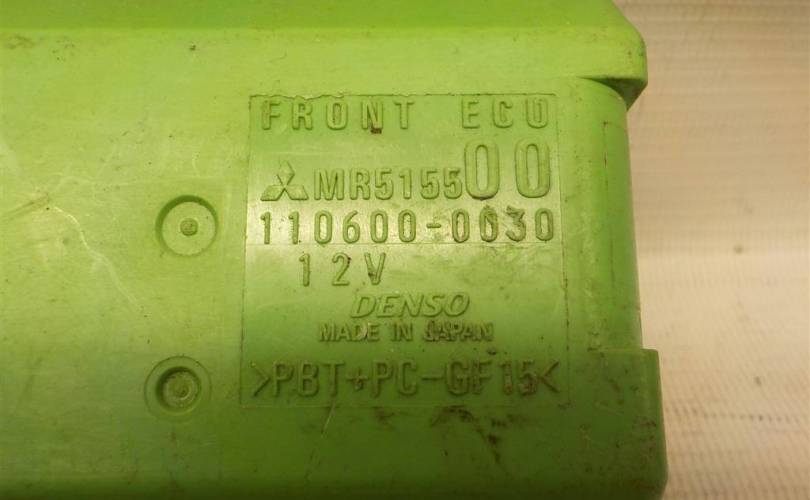 FRONT ECU
MR515500
110600-0030
12V
DENSO
MADE IN JAPAN
>PBT+PC-GF15<